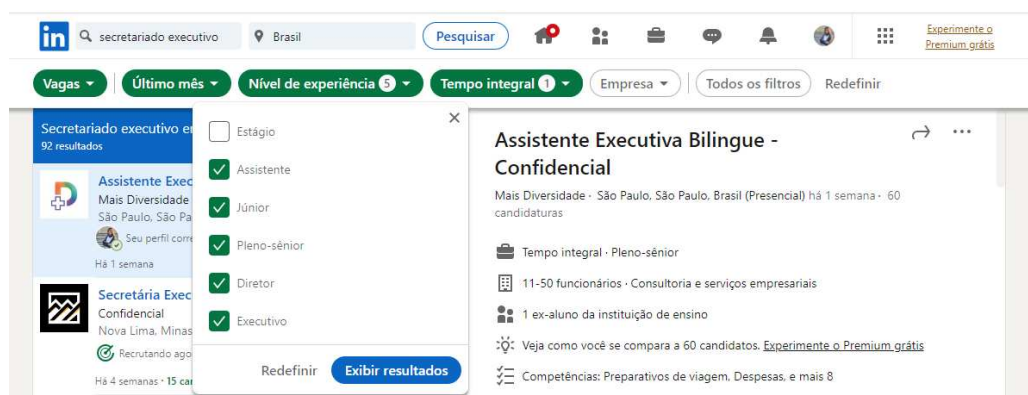 in secretariado executivo Brasil Pesquisar Experimente o
Premium grátis
Vagas Último mês Nível de experiência 5 Tempo integral 1 Empresa Todos os filtros Redefinir
Secretariado executivo e
92 resultados
Assistente Exec
Mais Diversidade
São Paulo, São Pa
Seu perfil corre
Há 1 semana
Secretária Exec
Confidencial
Nova Lima, Minas
Recrutando ago
Há 4 semanas · 15 ca
Estágio
Assistente
Júnior
Pleno-sênior
Diretor
Executivo
Redefinir Exibir resultados
Assistente Executiva Bilingue -
Confidencial
Mais Diversidade · São Paulo, São Paulo, Brasil (Presencial) há 1 semana · 60
candidaturas
Tempo integral · Pleno-sênior
11-50 funcionários · Consultoria e serviços empresariais
1 ex-aluno da instituição de ensino
Veja como você se compara a 60 candidatos. Experimente o Premium grátis
Competências: Preparativos de viagem, Despesas, e mais 8